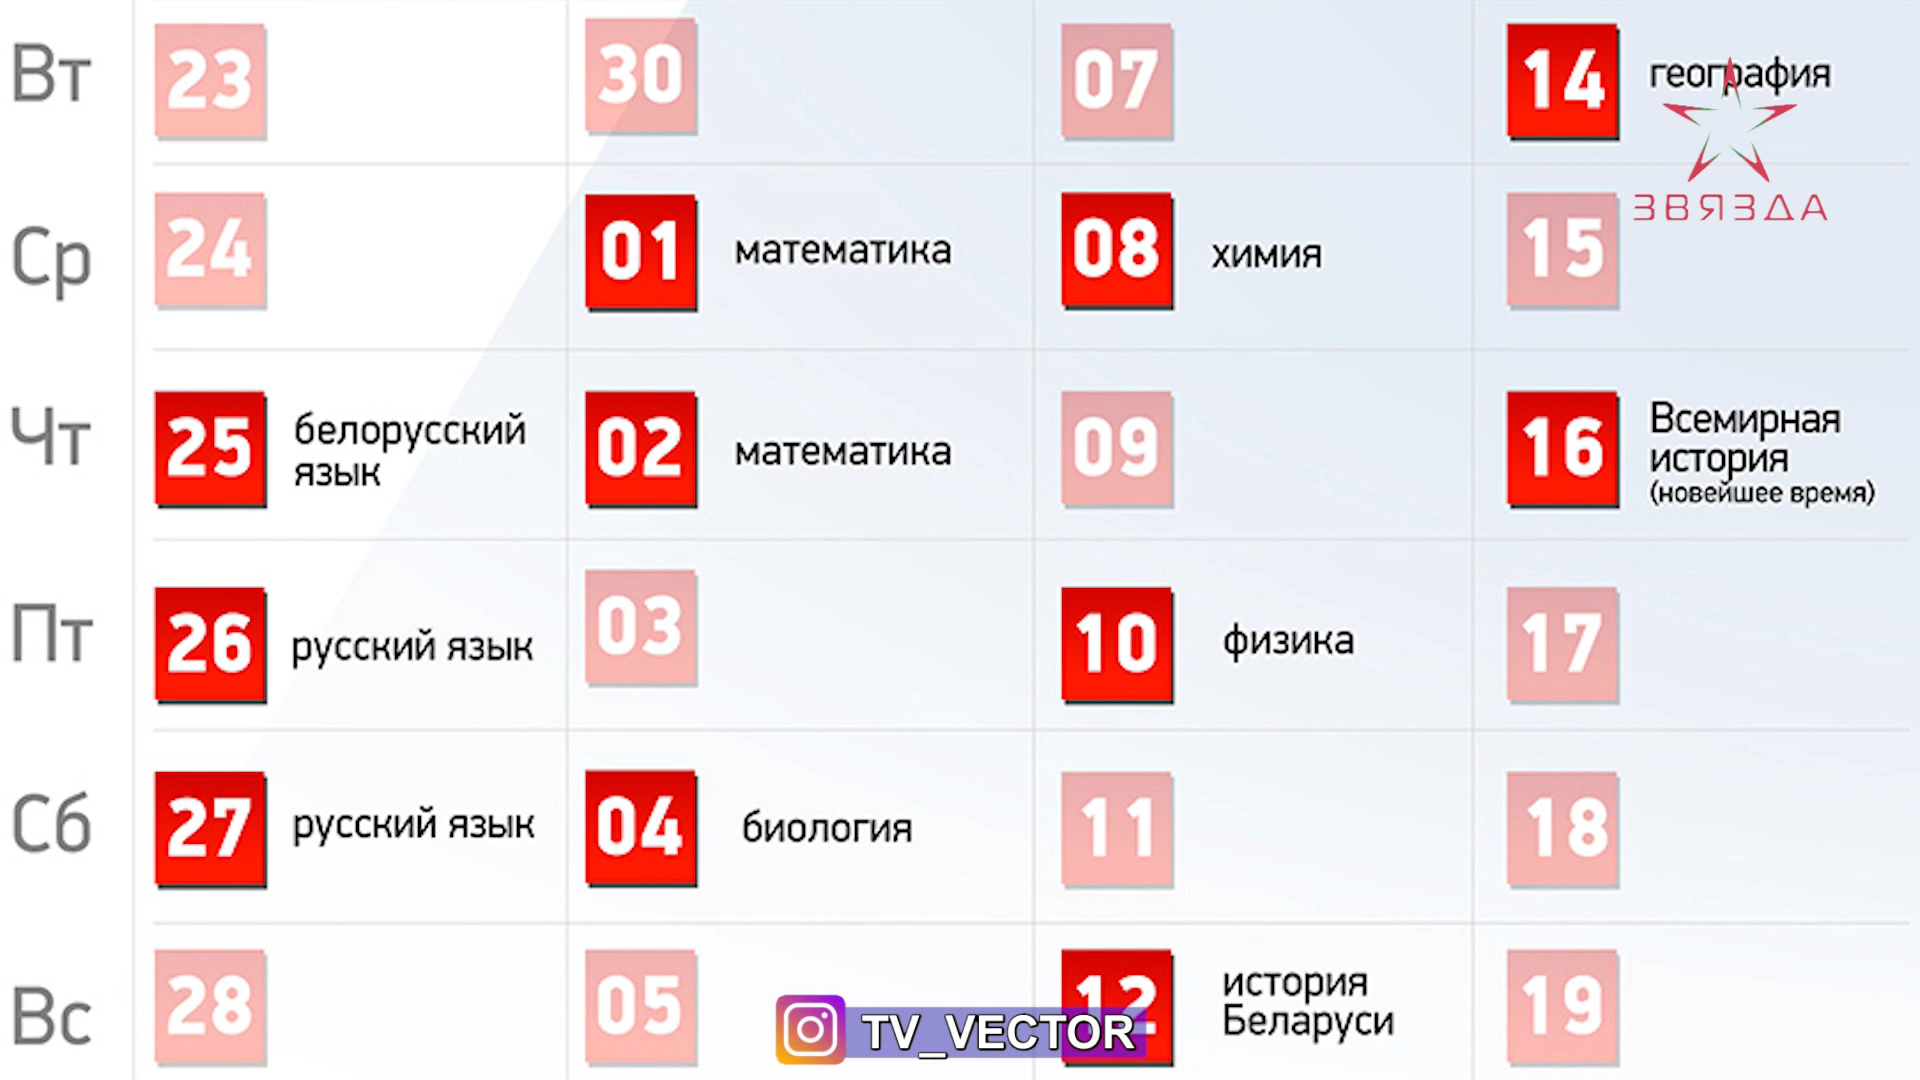 Вт
23
30
07
14
география
ЗВЯЗДА
Ср
24
01
математика
08
химия
15
Чт
25
белорусский
язык
02
математика
09
16
Всемирная
история
(новейшее время)
Пт
26
русский язык
03
10
физика
17
Сб
27
русский язык
04
биология
11
18
Вс
28
05
12
история
Беларуси
19
TV_VECTOR